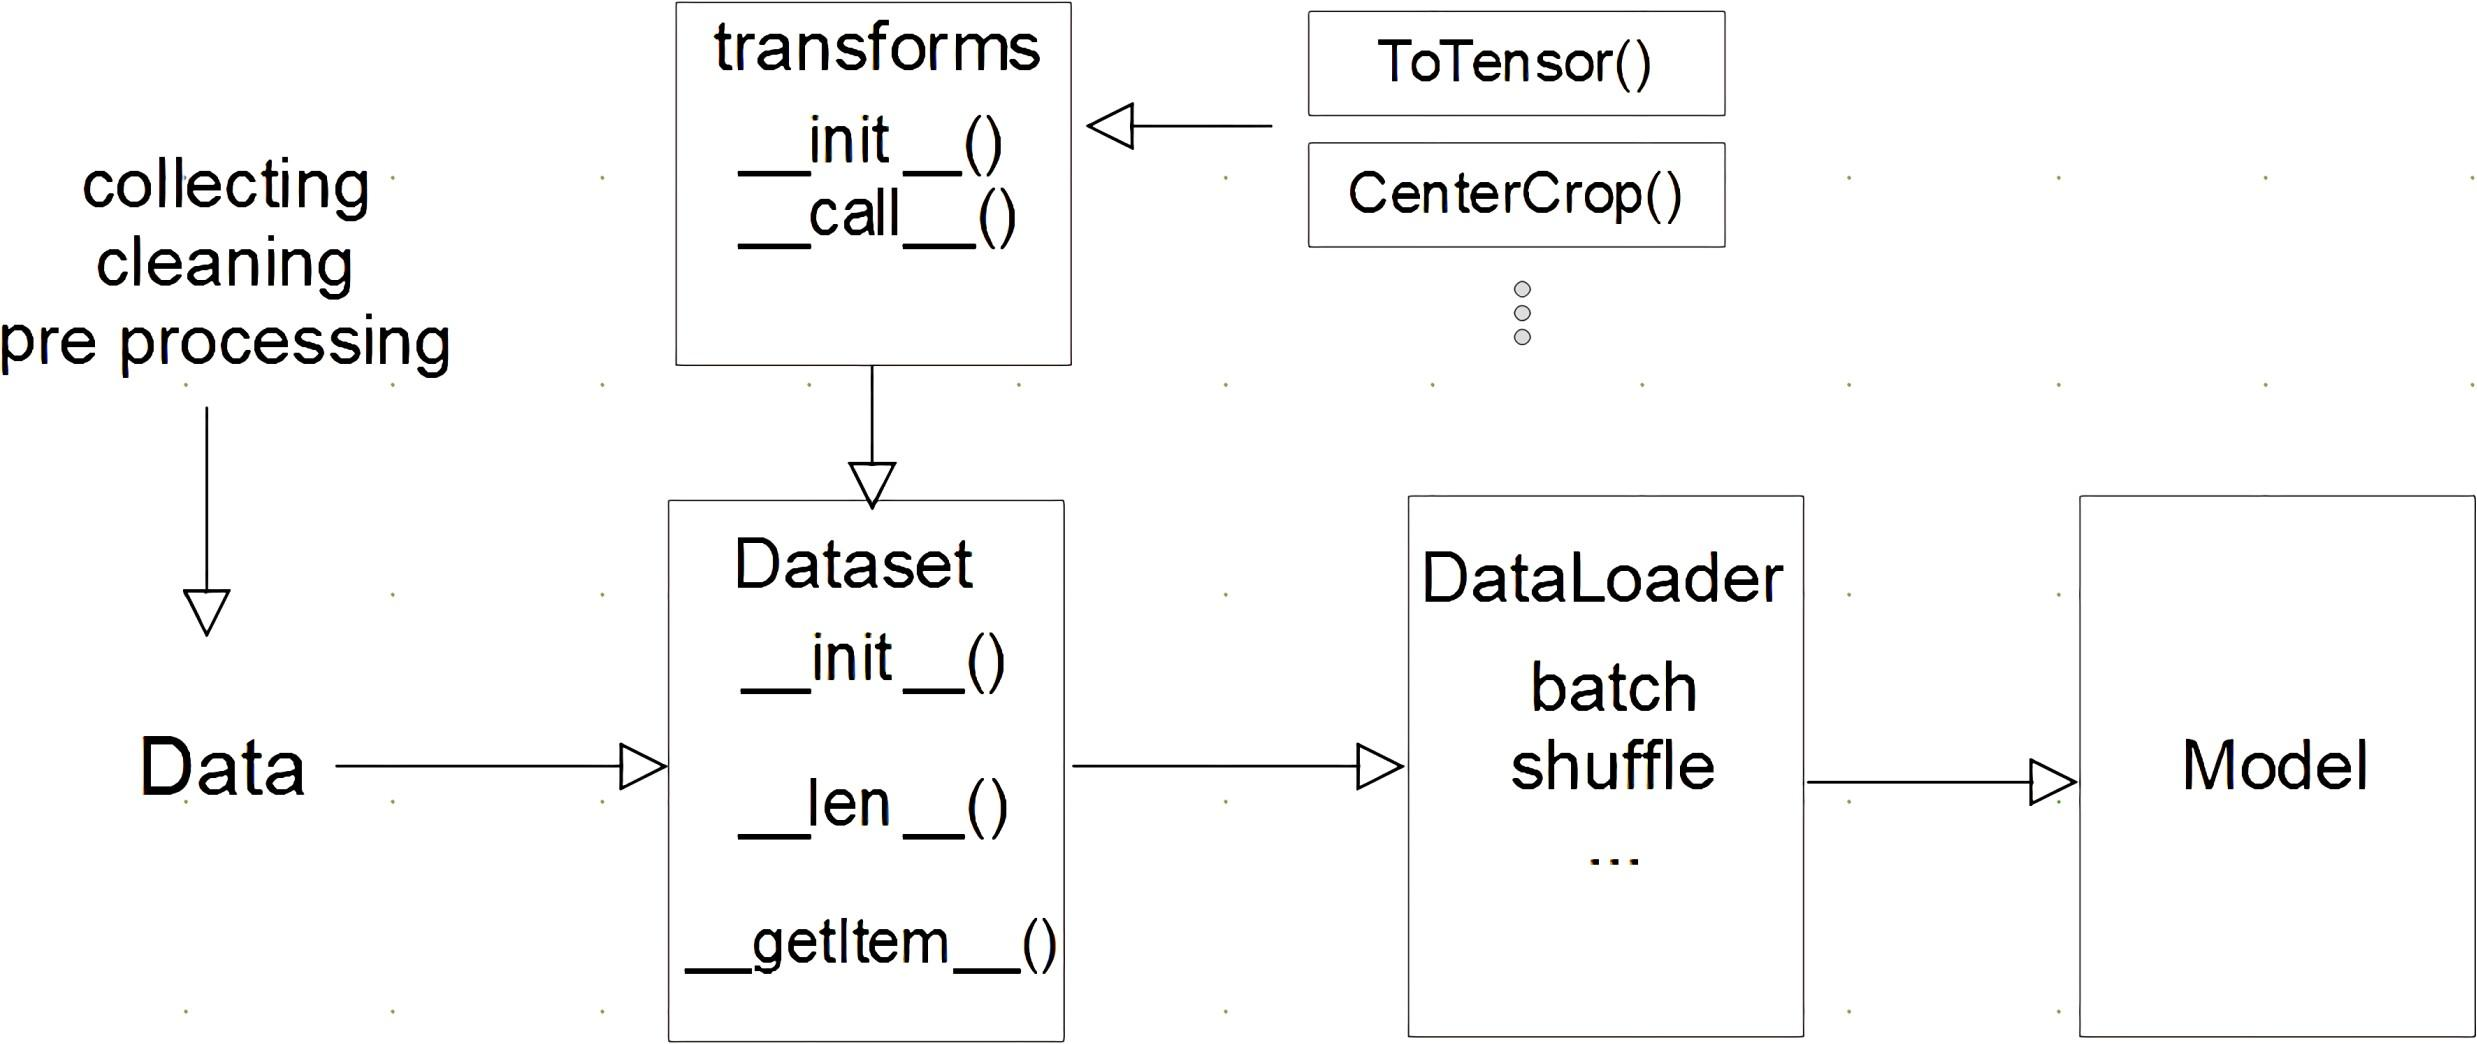 collecting
cleaning
pre processing
Data
transforms
__init__()
__call__()
ToTensor()
CenterCrop()
Dataset
__init__()
__len__()
__getItem__()
DataLoader
batch
shuffle
...
Model